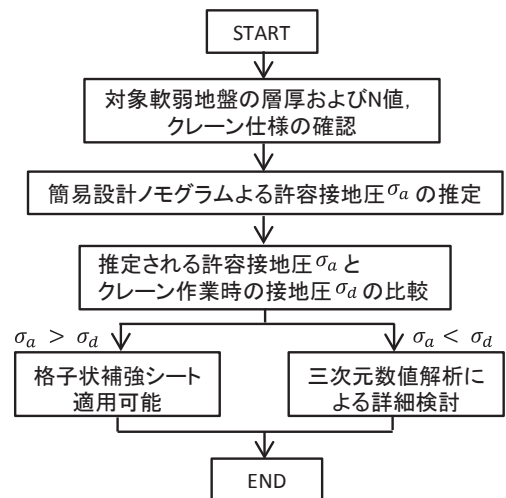 START
対象軟弱地盤の層厚およびN値,
クレーン仕様の確認
簡易設計ノモグラムよる許容接地圧σₐ の推定
推定される許容接地圧σₐ と
クレーン作業時の接地圧σ_d の比較
σₐ > σ_d
σₐ < σ_d
格子状補強シート
適用可能
三次元数値解析に
よる詳細検討
END